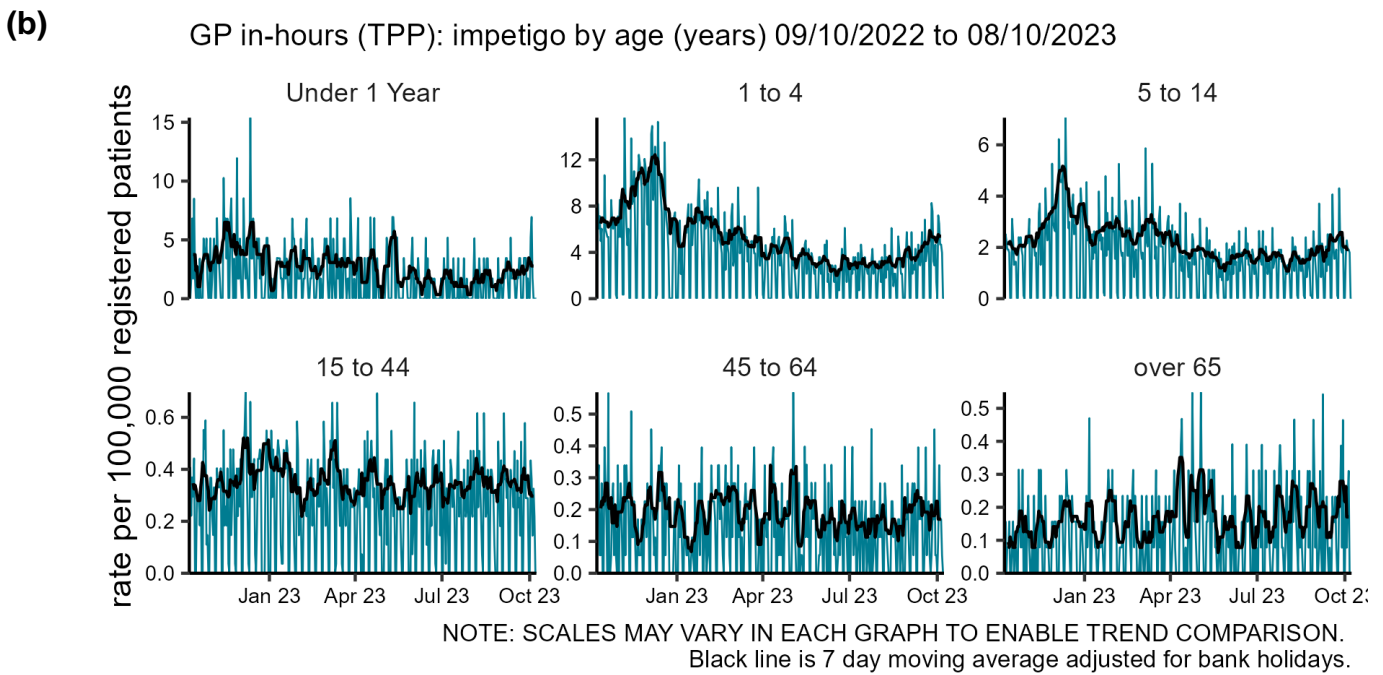 (b)
GP in-hours (TPP): impetigo by age (years) 09/10/2022 to 08/10/2023
rate per 100,000 registered patients
Under 1 Year
15
10
5
0
1 to 4
12
8
4
0
5 to 14
6
4
2
0
15 to 44
0.6
0.4
0.2
0.0
Jan 23 Apr 23 Jul 23 Oct 23
45 to 64
0.5
0.4
0.3
0.2
0.1
0.0
Jan 23 Apr 23 Jul 23 Oct 23
over 65
0.5
0.4
0.3
0.2
0.1
0.0
Jan 23 Apr 23 Jul 23 Oct 2
NOTE: SCALES MAY VARY IN EACH GRAPH TO ENABLE TREND COMPARISON.
Black line is 7 day moving average adjusted for bank holidays.